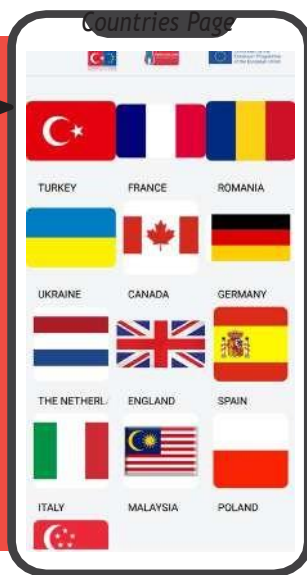 Countries Page
TURKEY FRANCE ROMANIA
UKRAINE CANADA GERMANY
THE NETHERL
ENGLAND SPAIN
ITALY MALAYSIA POLAND